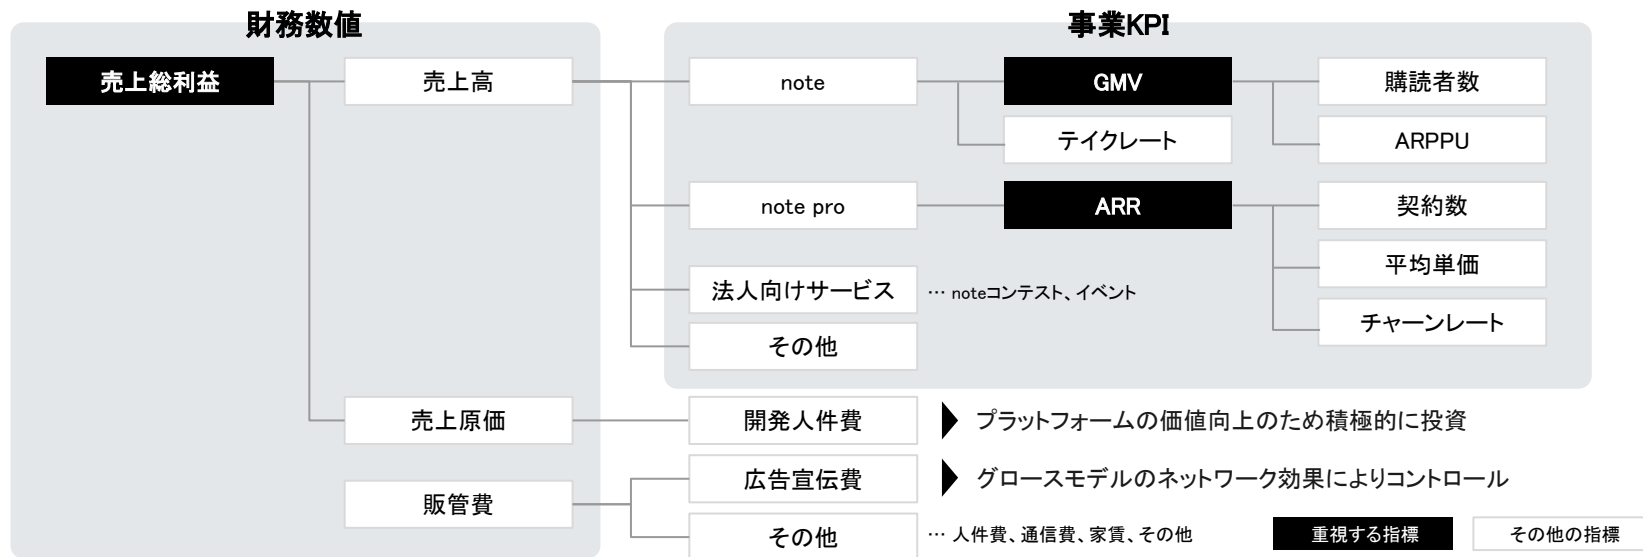 財務数値
事業KPI
売上総利益
売上高
note
GMV
購読者数
テイクレート
ARPPU
note pro
ARR
契約数
平均単価
法人向けサービス
… noteコンテスト、イベント
チャーンレート
その他
売上原価
開発人件費
プラットフォームの価値向上のため積極的に投資
広告宣伝費
グロースモデルのネットワーク効果によりコントロール
販管費
その他
… 人件費、通信費、家賃、その他
重視する指標
その他の指標